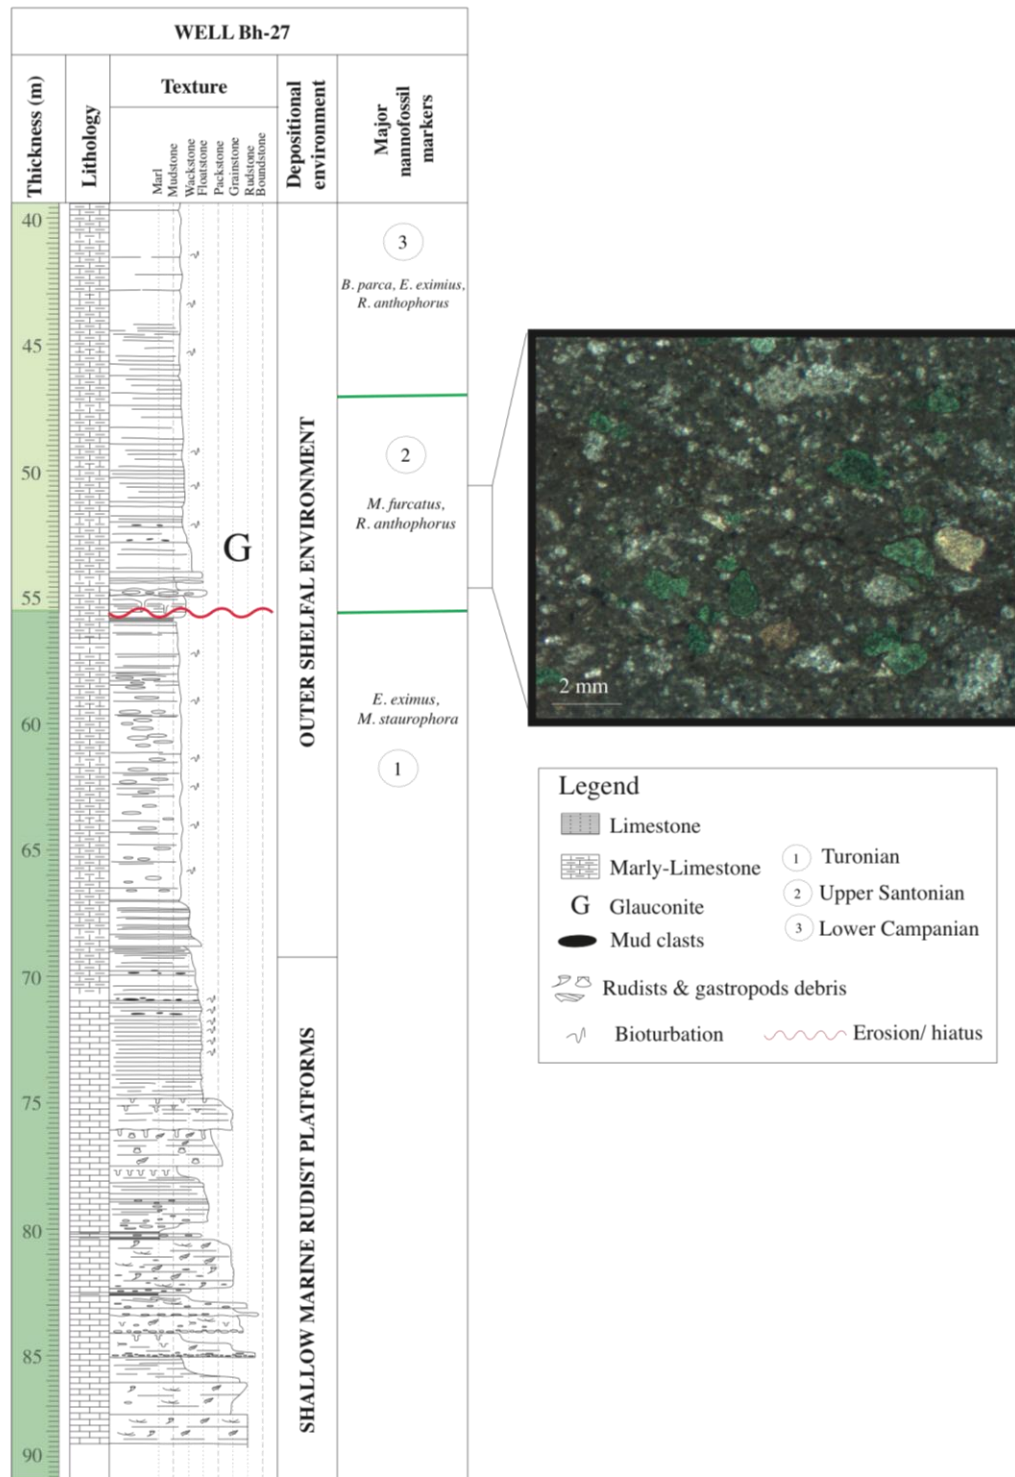 WELL Bh-27
Thickness (m)
Lithology
Texture
Marl
Mudstone
Wackstone
Floatstone
Packstone
Grainstone
Rudstone
Boundstone
Depositional
environment
Major
nannofossil
markers
40
45
50
55
60
65
70
75
80
85
90
G
OUTER SHELFAL ENVIRONMENT
SHALLOW MARINE RUDIST PLATFORMS
3
B. parca, E. eximius,
R. anthophorus
2
M. furcatus,
R. anthophorus
E. eximus,
M. staurophora
1
2 mm
Legend
Limestone
Marly-Limestone
G Glauconite
Mud clasts
1 Turonian
2 Upper Santonian
3 Lower Campanian
Rudists & gastropods debris
Bioturbation
Erosion/ hiatus